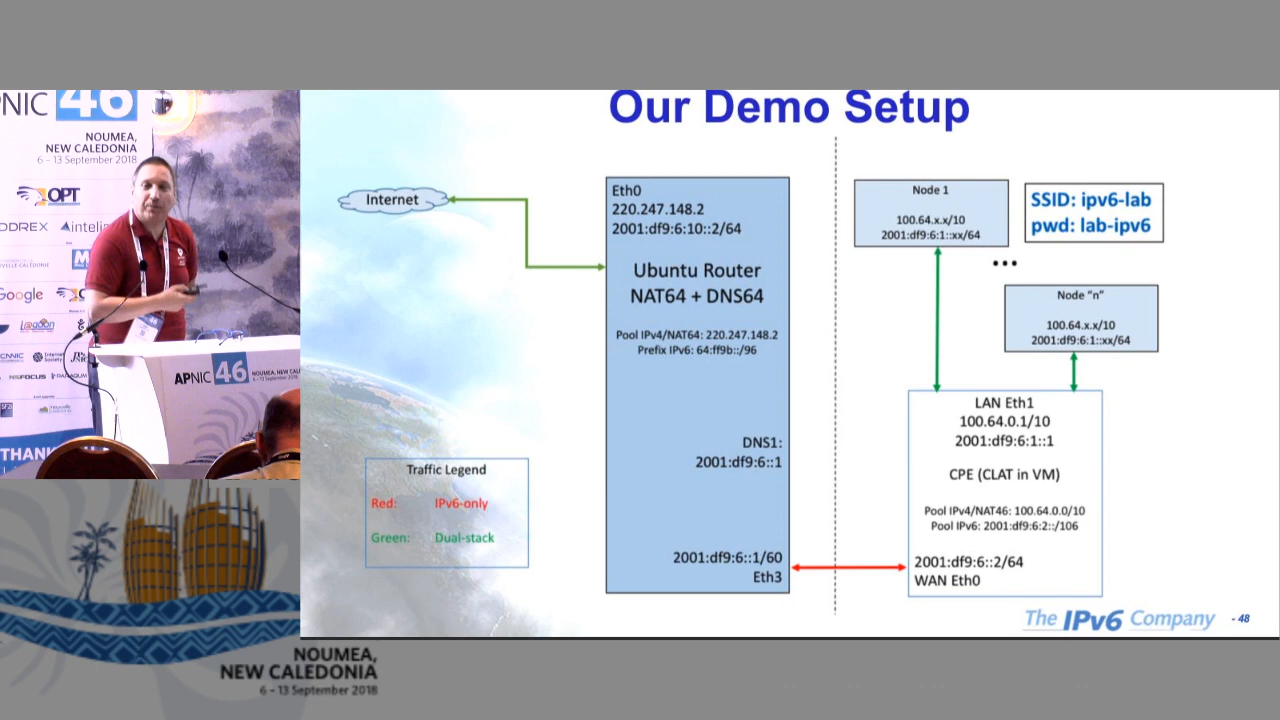 NIC 46
NOUMEA,
NEW CALEDONIA
6 – 13 September 2018
OPT
DDREX
Google
Lagoon
CNNIC
NSFOCUS
THANK
APNIC 46
Our Demo Setup
Internet
Eth0
220.247.148.2
2001:df9:6:10::2/64
Ubuntu Router
NAT64 + DNS64
Pool IPv4/NAT64: 220.247.148.2
Prefix IPv6: 64:ff9b::/96
DNS1:
2001:df9:6::1
2001:df9:6::1/60
Eth3
Traffic Legend
Red: IPv6-only
Green: Dual-stack
Node 1
100.64.x.x/10
2001:df9:6:1::xx/64
SSID: ipv6-lab
pwd: lab-ipv6
...
Node "n"
100.64.x.x/10
2001:df9:6:1::xx/64
LAN Eth1
100.64.0.1/10
2001:df9:6:1::1
CPE (CLAT in VM)
Pool IPv4/NAT46: 100.64.0.0/10
Pool IPv6: 2001:df9:6:2::/106
2001:df9:6::2/64
WAN Eth0
The IPv6 Company - 48
NOUMEA,
NEW CALEDONIA
6 – 13 September 2018